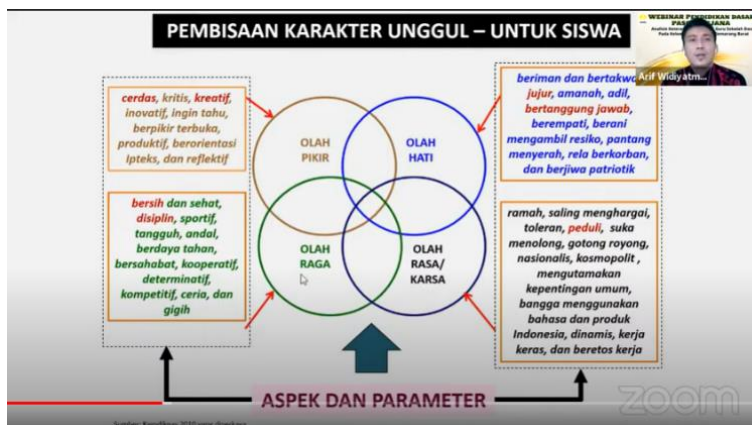 PEMBISAAN KARAKTER UNGGUL – UNTUK SISWA
WEBINAR PENDIDIKAN DASAR
Arif Widiyatm...
cerdas, kritis, kreatif,
inovatif, ingin tahu,
berpikir terbuka,
produktif, berorientasi
Ipteks, dan reflektif
OLAH
PIKIR
OLAH
HATI
beriman dan bertakwa,
jujur, amanah, adil,
bertanggung jawab,
berempati, berani
mengambil resiko, pantang
menyerah, rela berkorban,
dan berjiwa patriotik
bersih dan sehat,
disiplin, sportif,
tangguh, andal,
berdaya tahan,
bersahabat, kooperatif,
determinatif,
kompetitif, ceria, dan
gigih
OLAH
RAGA
OLAH
RASA/
KARSA
ramah, saling menghargai,
toleran, peduli, suka
menolong, gotong royong,
nasionalis, kosmopolit ,
mengutamakan
kepentingan umum,
bangga menggunakan
bahasa dan produk
Indonesia, dinamis, kerja
keras, dan beretos kerja
ASPEK DAN PARAMETER
zoom